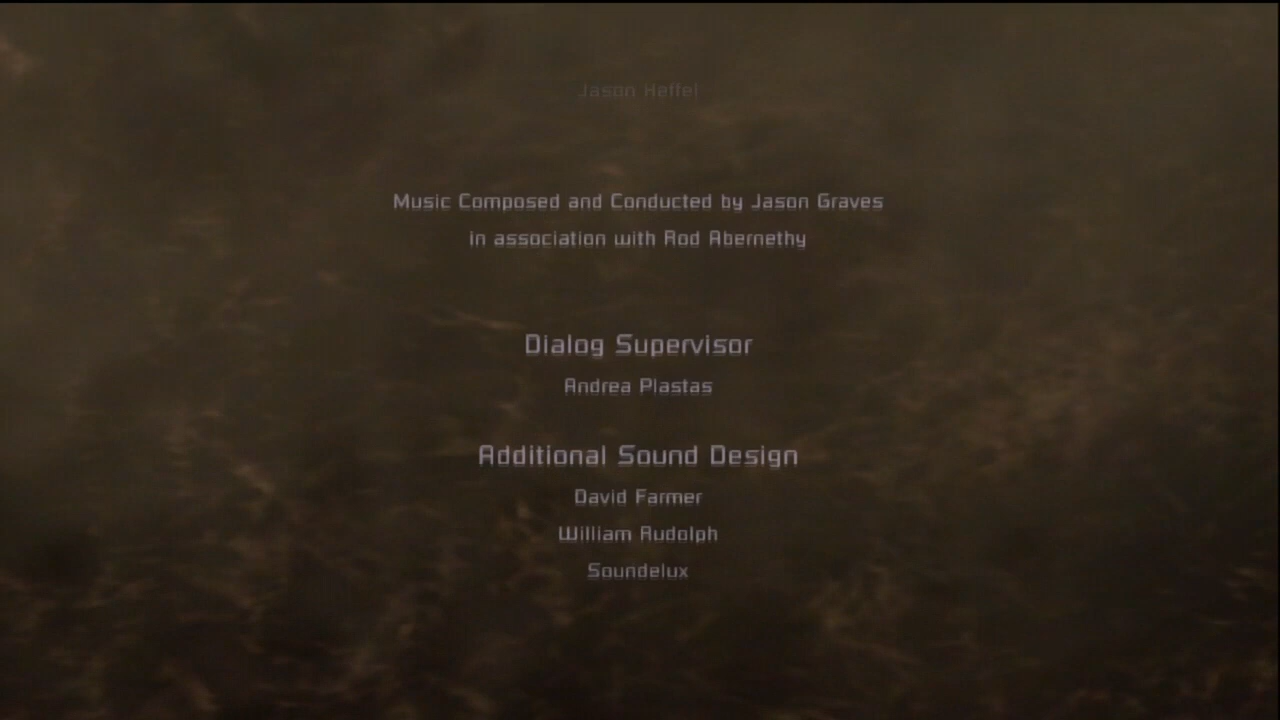 Jason Heffel
Music Composed and Conducted by Jason Graves
in association with Rod Abernethy
Dialog Supervisor
Andrea Plastas
Additional Sound Design
David Farmer
William Rudolph
Soundelux